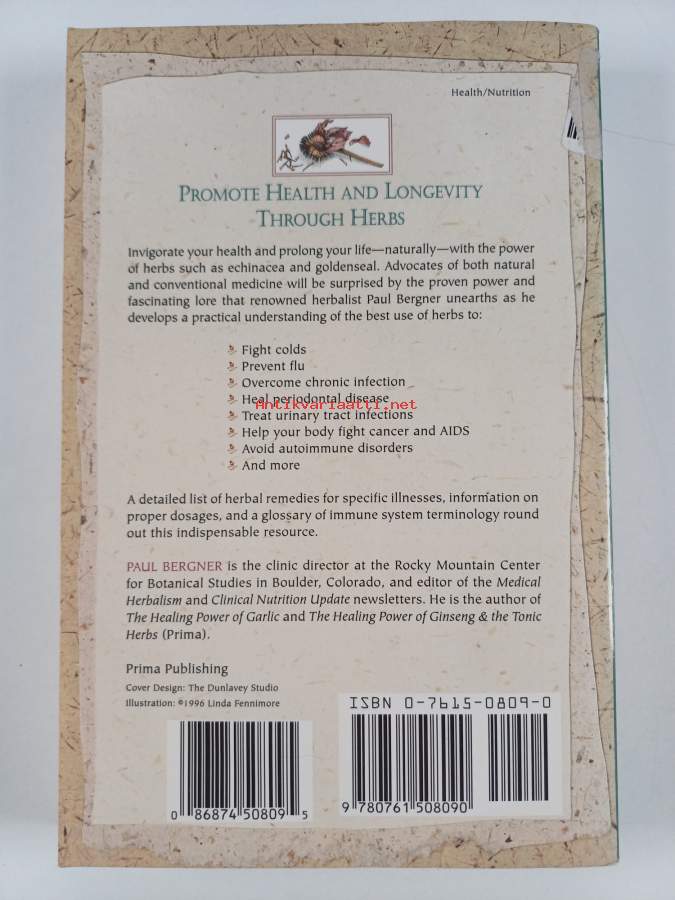 Health/Nutrition
PROMOTE HEALTH AND LONGEVITY
THROUGH HERBS
Invigorate your health and prolong your life—naturally—with the power
of herbs such as echinacea and goldenseal. Advocates of both natural
and conventional medicine will be surprised by the proven power and
fascinating lore that renowned herbalist Paul Bergner unearths as he
develops a practical understanding of the best use of herbs to:
Fight colds
Prevent flu
Overcome chronic infection
Heal periodontal disease
Antikvariaatti.net
Treat urinary tract infections
Help your body fight cancer and AIDS
Avoid autoimmune disorders
And more
A detailed list of herbal remedies for specific illnesses, information on
proper dosages, and a glossary of immune system terminology round
out this indispensable resource.
PAUL BERGNER is the clinic director at the Rocky Mountain Center
for Botanical Studies in Boulder, Colorado, and editor of the Medical
Herbalism and Clinical Nutrition Update newsletters. He is the author of
The Healing Power of Garlic and The Healing Power of Ginseng & the Tonic
Herbs (Prima).
Prima Publishing
Cover Design: The Dunlavey Studio
Illustration: ©1996 Linda Fennimore
ISBN 0-7615-0809-0
0 86874 50809 5
9 780761 508090